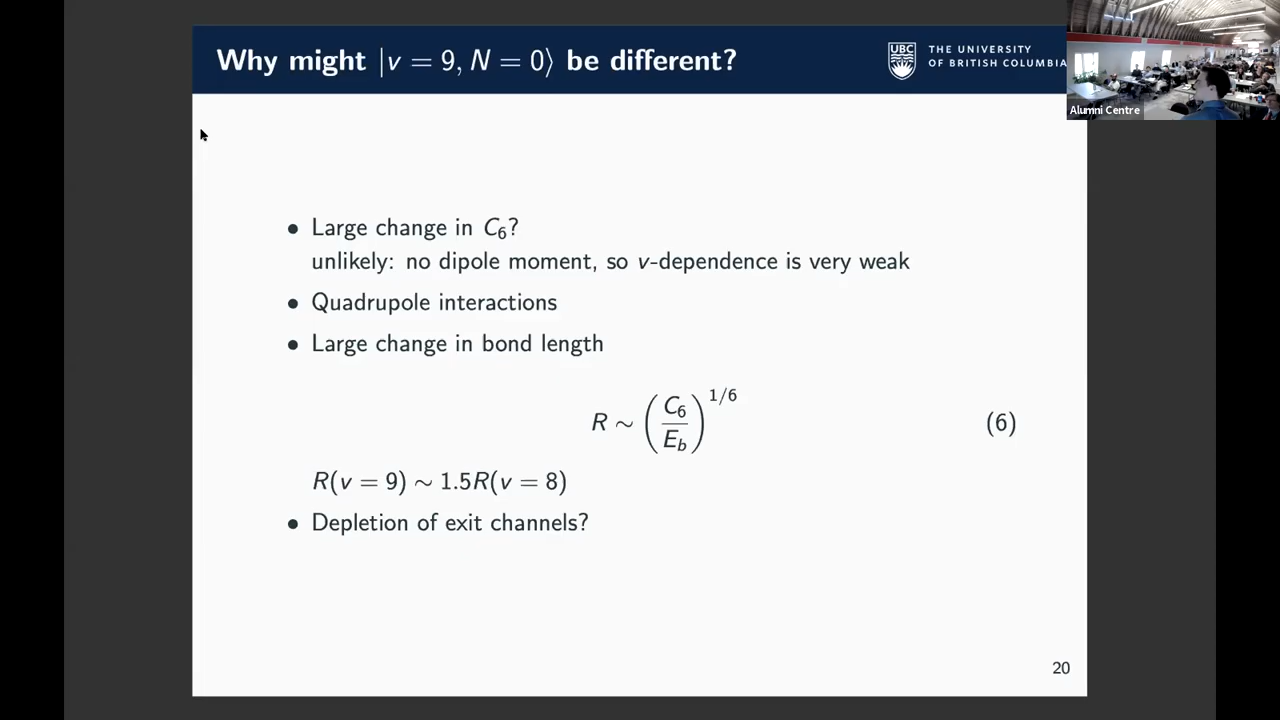 Why might |v = 9, N = 0⟩ be different?
UBC
THE UNIVERSITY
OF BRITISH COLUMBIA
Alumni Centre
• Large change in C₆?
unlikely: no dipole moment, so v-dependence is very weak
• Quadrupole interactions
• Large change in bond length
R ∼ (C₆/E_b)^{1/6} (6)
R(v = 9) ∼ 1.5R(v = 8)
• Depletion of exit channels?
20